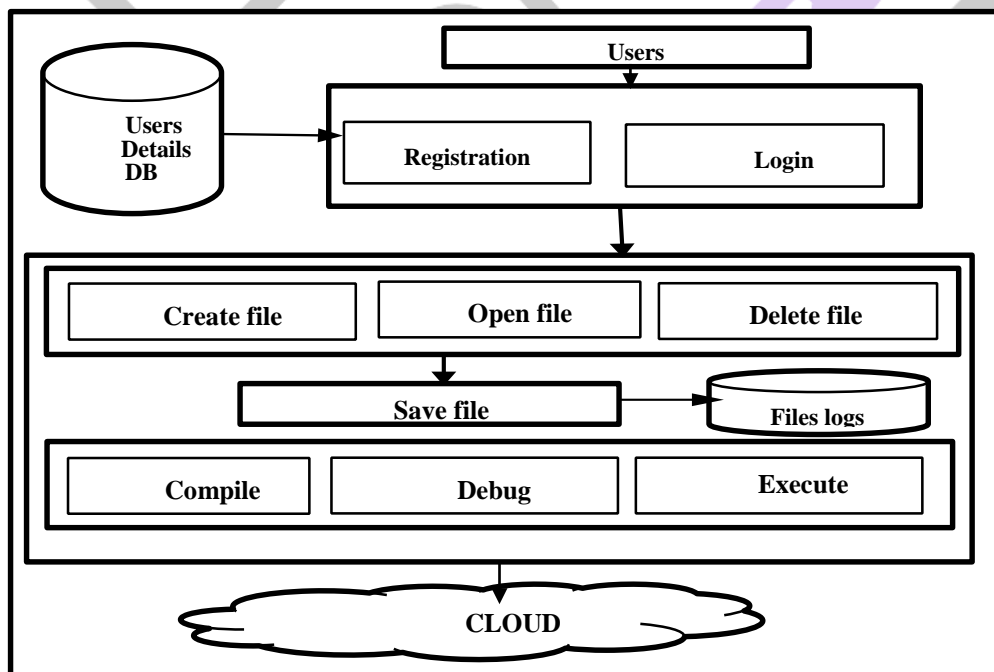 Users
Users
Details
DB
Registration
Login
Create file
Open file
Delete file
Save file
Files logs
Compile
Debug
Execute
CLOUD